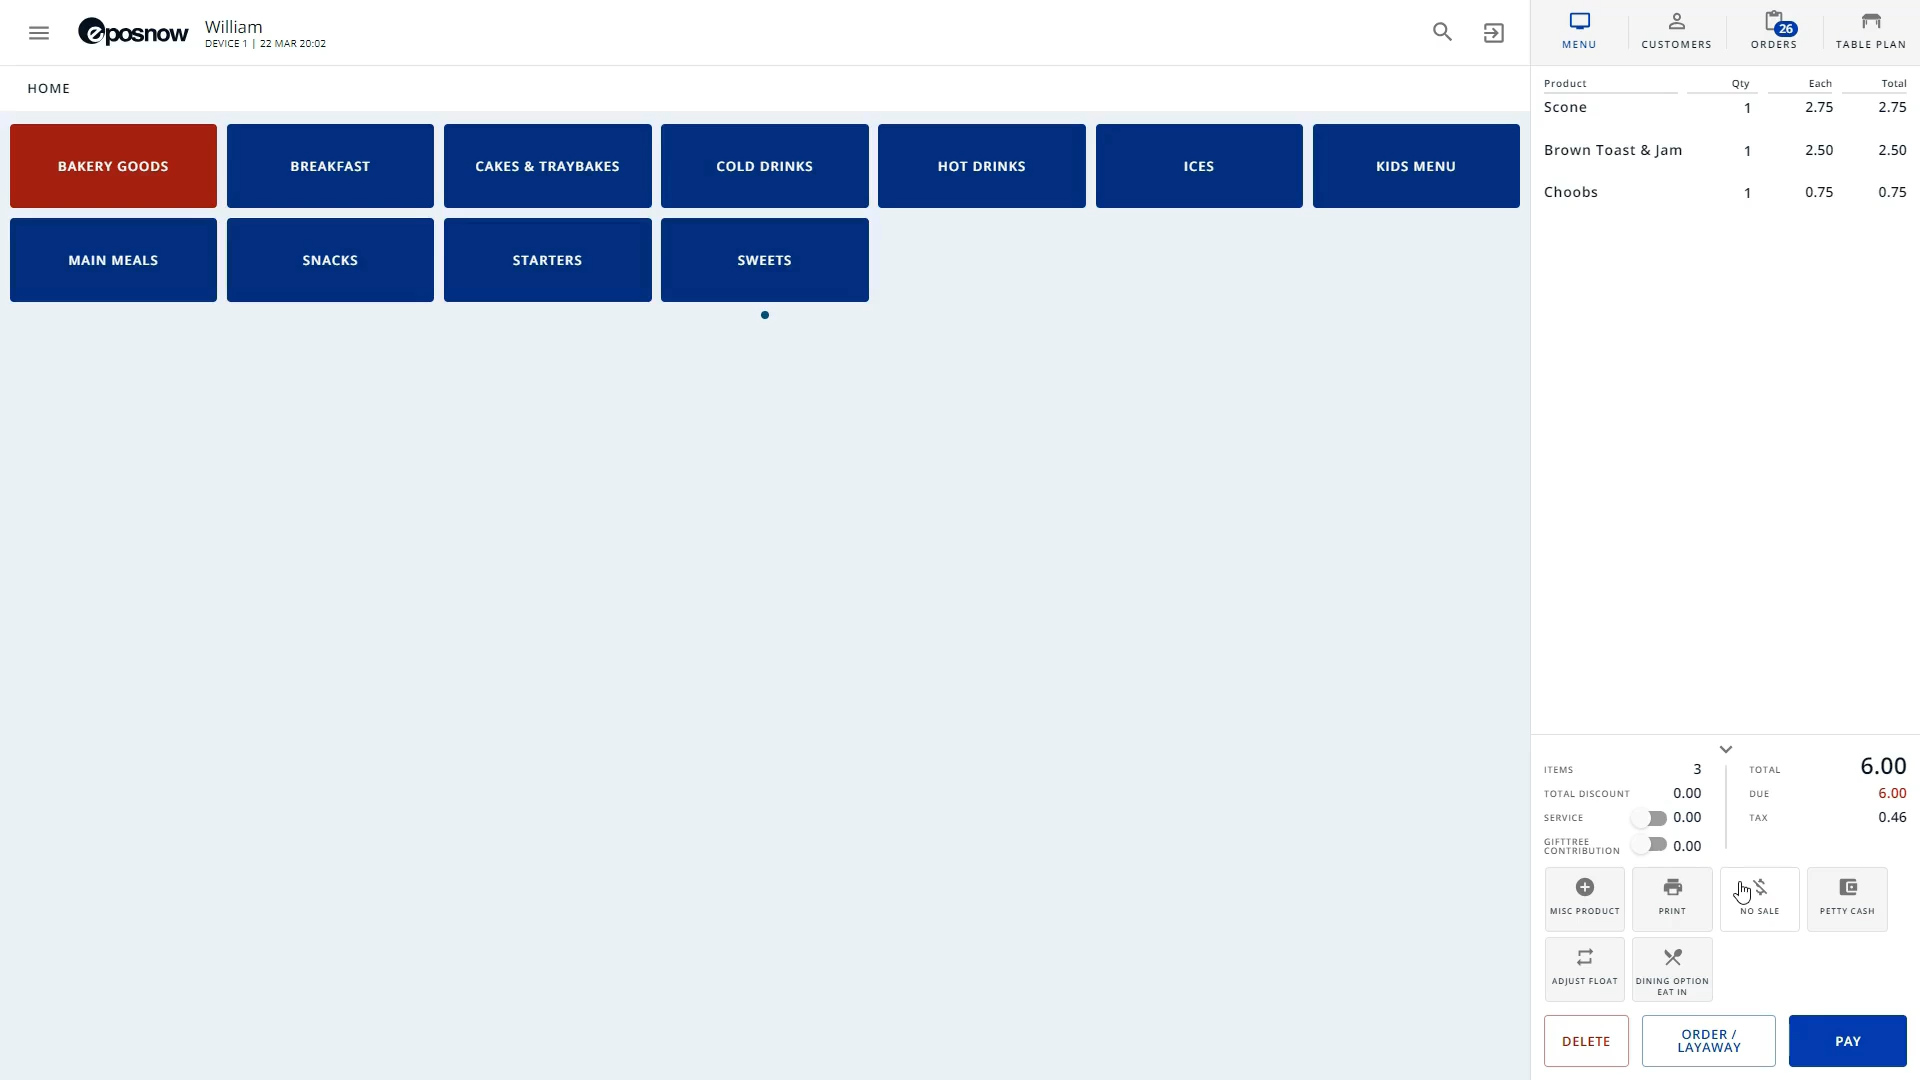 eposnow
William
DEVICE 1 | 22 MAR 20:02
MENU
CUSTOMERS
26
ORDERS
TABLE PLAN
HOME
BAKERY GOODS
BREAKFAST
CAKES & TRAYBAKES
COLD DRINKS
HOT DRINKS
ICES
KIDS MENU
MAIN MEALS
SNACKS
STARTERS
SWEETS
Product Qty Each Total
Scone 1 2.75 2.75
Brown Toast & Jam 1 2.50 2.50
Choobs 1 0.75 0.75
ITEMS 3
TOTAL DISCOUNT 0.00
SERVICE 0.00
GIFTTREE
CONTRIBUTION 0.00
TOTAL 6.00
DUE 6.00
TAX 0.46
MISC PRODUCT
PRINT
NO SALE
PETTY CASH
ADJUST FLOAT
DINING OPTION
EAT IN
DELETE
ORDER /
LAYAWAY
PAY